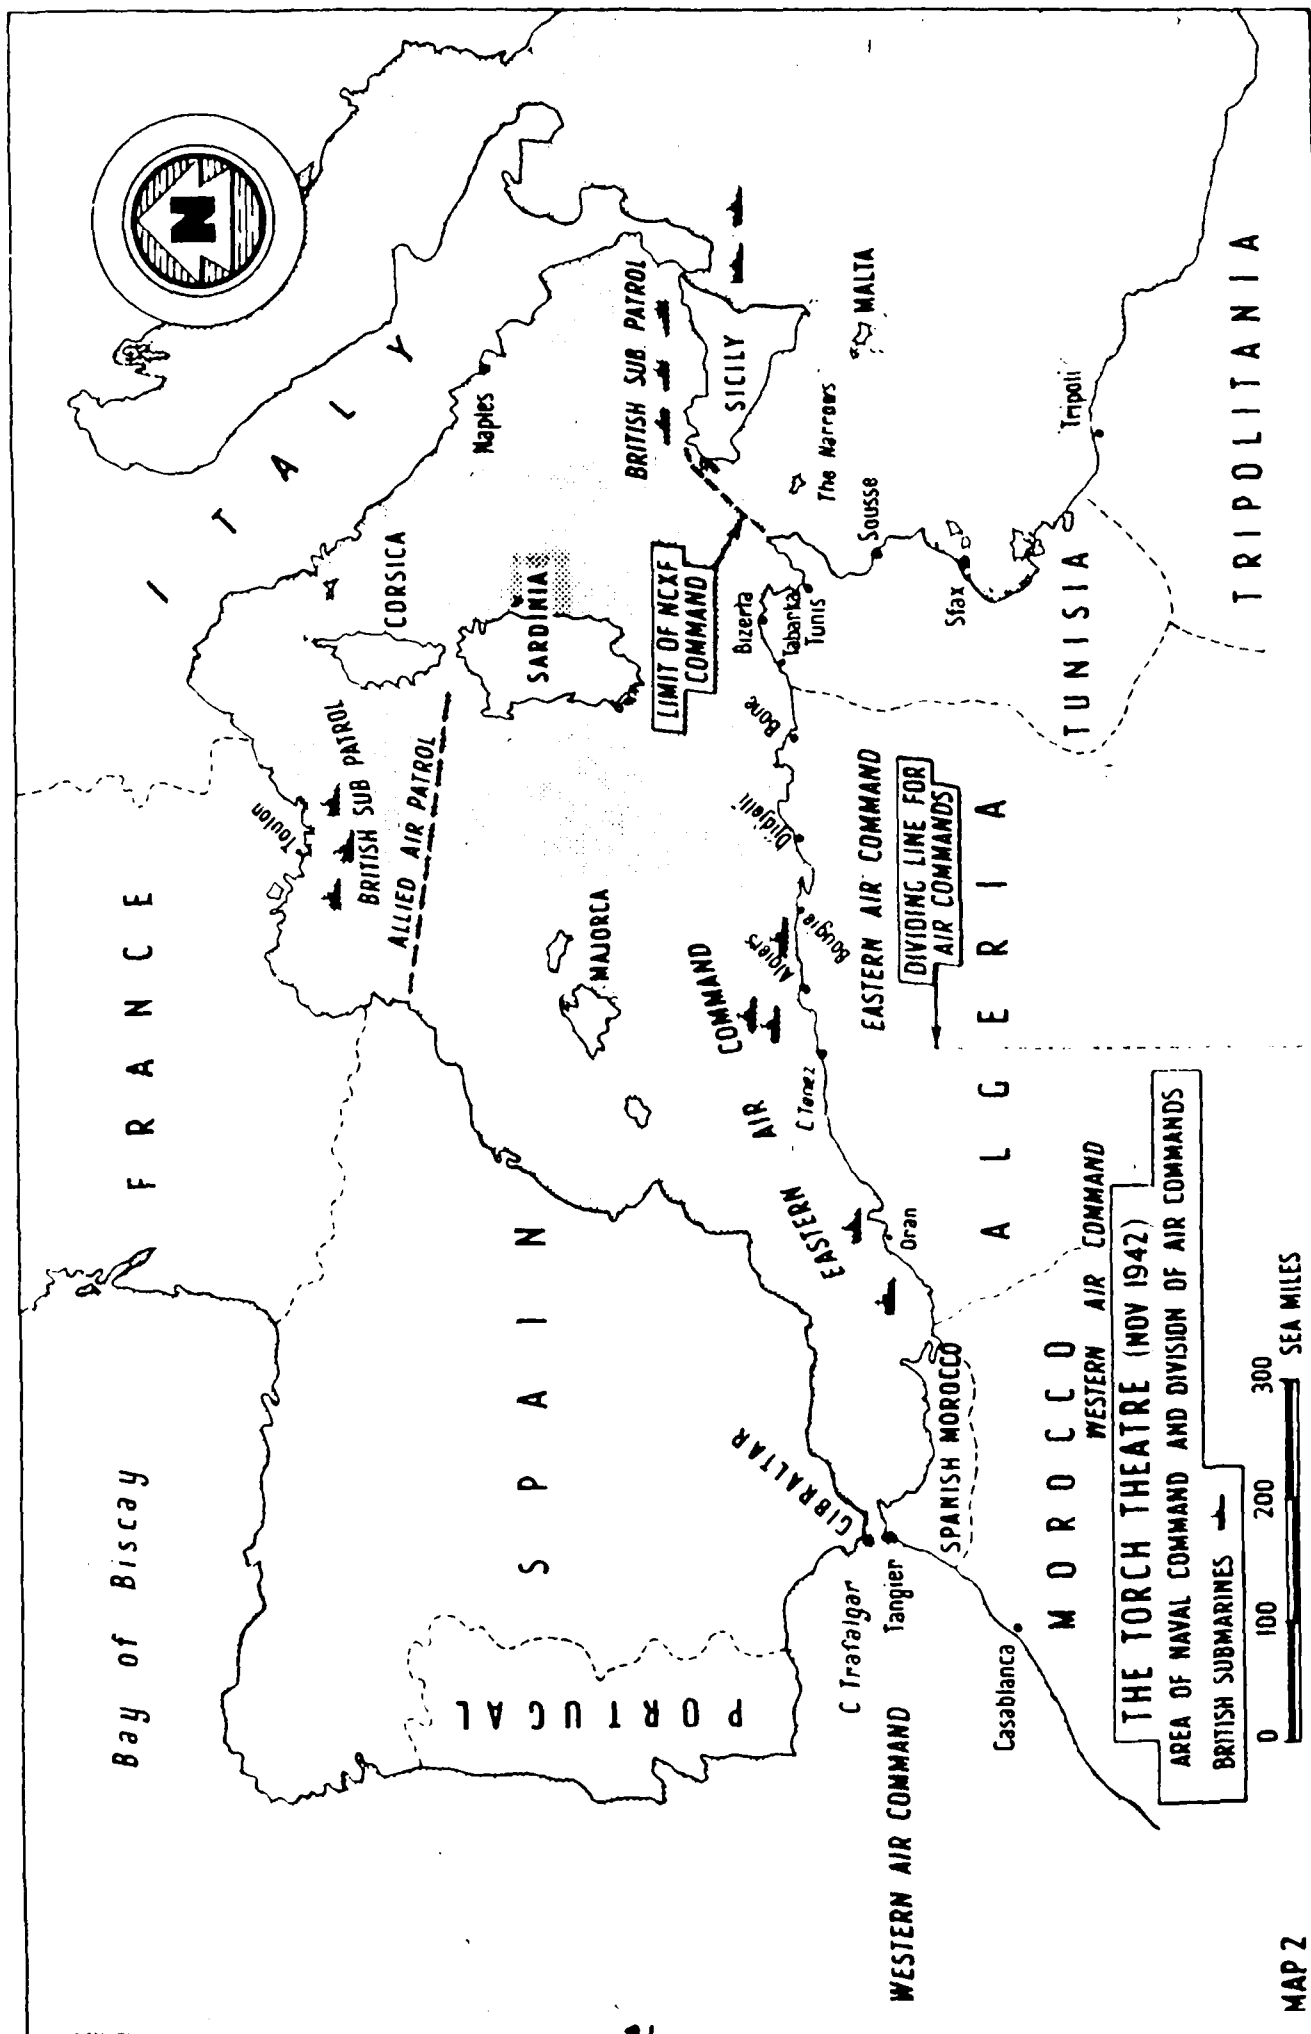 Bay of Biscay
FRANCE
N
ITALY
Toulon
BRITISH SUB PATROL
ALLIED AIR PATROL
CORSICA
Naples
SPAIN
PORTUGAL
MAJORCA
SARDINIA
BRITISH SUB PATROL
SICILY
LIMIT OF NCXF
COMMAND
The Narrows
MALTA
GIBRALTAR
C Trafalgar
Tangier
EASTERN AIR COMMAND
Oran
C Tenez
Algiers
Bougie
Djidjelli
Bone
Bizerta
Tabarka
Tunis
Sousse
Sfax
Tripoli
WESTERN AIR COMMAND
Casablanca
SPANISH MOROCCO
EASTERN AIR COMMAND
DIVIDING LINE FOR
AIR COMMANDS
MOROCCO
ALGERIA
TUNISIA
TRIPOLITANIA
WESTERN AIR COMMAND
THE TORCH THEATRE (NOV 1942)
AREA OF NAVAL COMMAND AND DIVISION OF AIR COMMANDS
BRITISH SUBMARINES
0 100 200 300
SEA MILES
MAP 2